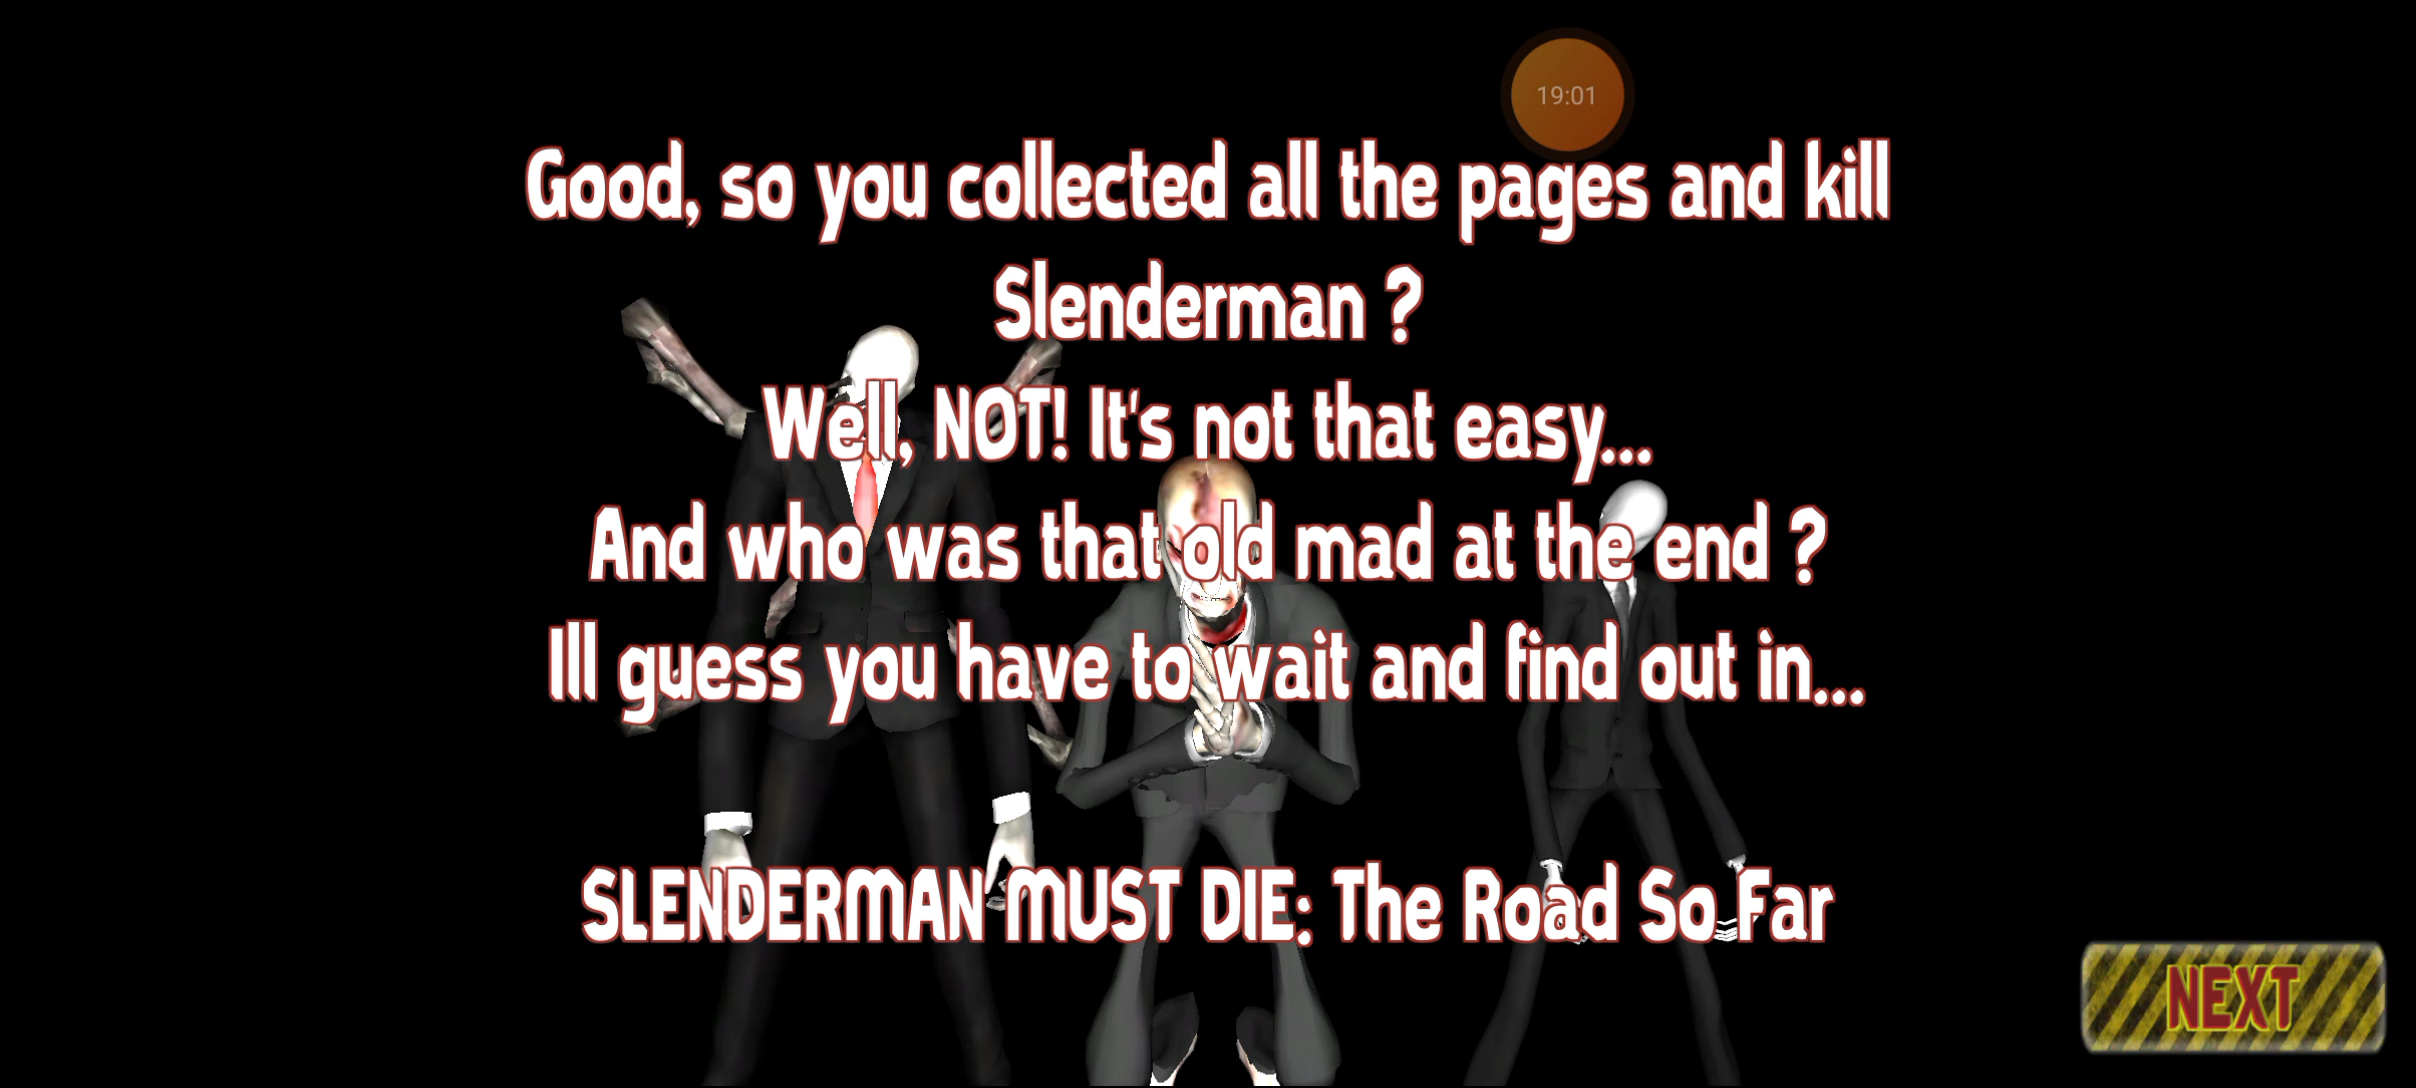 19:01
Good, so you collected all the pages and kill
Slenderman ?
Well, NOT! It's not that easy...
And who was that old mad at the end ?
Ill guess you have to wait and find out in...
SLENDERMAN MUST DIE: The Road So Far
NEXT